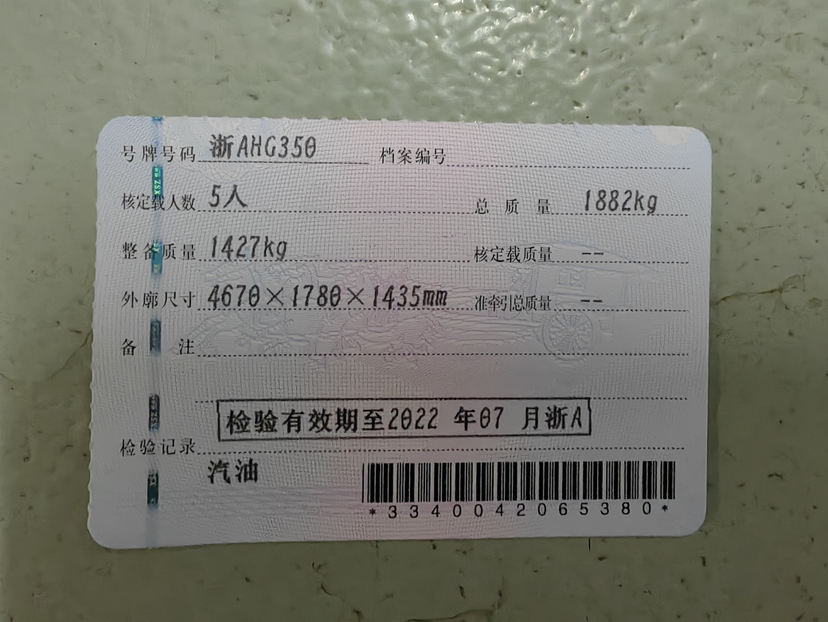 号牌号码 浙AHG350 档案编号
核定载人数 5人 总质量 1882kg
整备质量 1427kg 核定载质量 --
外廓尺寸 4670×1780×1435mm 准牵引总质量 --
备注
检验有效期至2022 年07 月浙A
检验记录
汽油
*3340042065380*